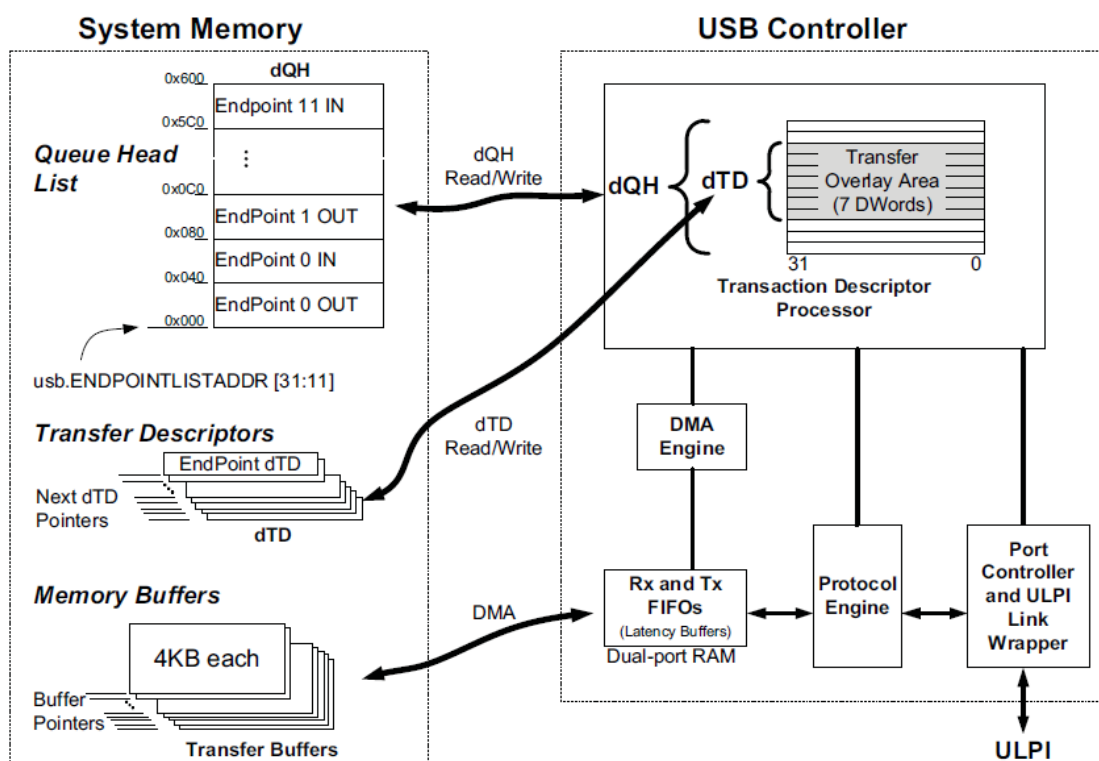 System Memory
dQH
0x600
Endpoint 11 IN
0x5C0
Queue Head
List
⋮
0x0C0
EndPoint 1 OUT
0x080
EndPoint 0 IN
0x040
EndPoint 0 OUT
0x000
usb.ENDPOINTLISTADDR [31:11]
Transfer Descriptors
EndPoint dTD
Next dTD
Pointers
dTD
Memory Buffers
4KB each
Buffer
Pointers
Transfer Buffers
dQH
Read/Write
dTD
Read/Write
DMA
USB Controller
dQH
dTD
Transfer
Overlay Area
(7 DWords)
31
0
Transaction Descriptor
Processor
DMA
Engine
Rx and Tx
FIFOs
(Latency Buffers)
Dual-port RAM
Protocol
Engine
Port
Controller
and ULPI
Link
Wrapper
ULPI